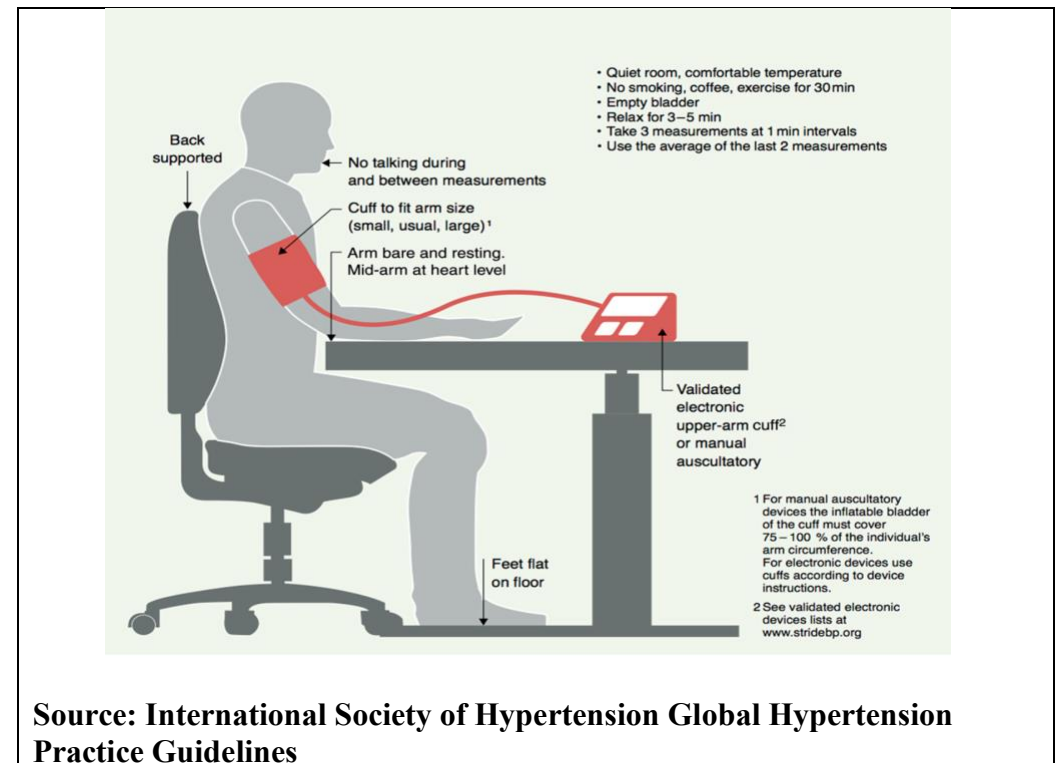 • Quiet room, comfortable temperature
• No smoking, coffee, exercise for 30 min
• Empty bladder
• Relax for 3–5 min
• Take 3 measurements at 1 min intervals
• Use the average of the last 2 measurements
Back
supported
No talking during
and between measurements
Cuff to fit arm size
(small, usual, large)¹
Arm bare and resting.
Mid-arm at heart level
Validated
electronic
upper-arm cuff²
or manual
auscultatory
Feet flat
on floor
1 For manual auscultatory
devices the inflatable bladder
of the cuff must cover
75 – 100 % of the individual's
arm circumference.
For electronic devices use
cuffs according to device
instructions.
2 See validated electronic
devices lists at
www.stridebp.org
Source: International Society of Hypertension Global Hypertension
Practice Guidelines